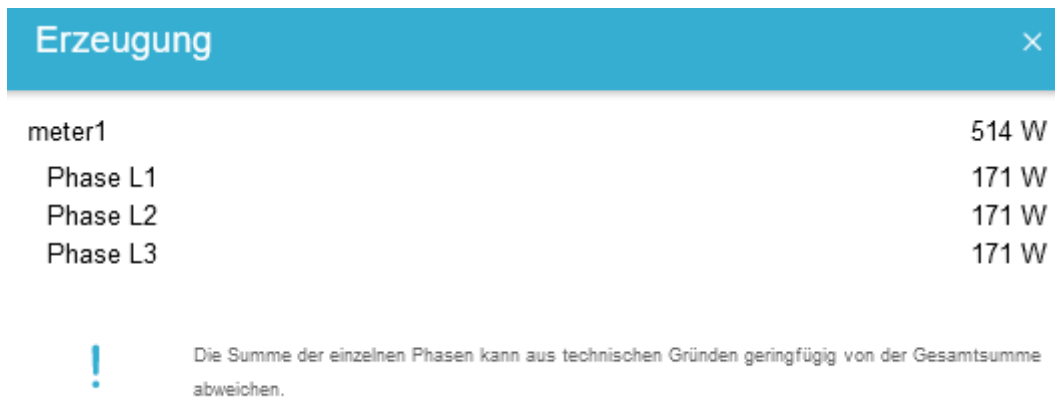 Erzeugung ×
meter1 514 W
Phase L1 171 W
Phase L2 171 W
Phase L3 171 W
! Die Summe der einzelnen Phasen kann aus technischen Gründen geringfügig von der Gesamtsumme
abweichen.